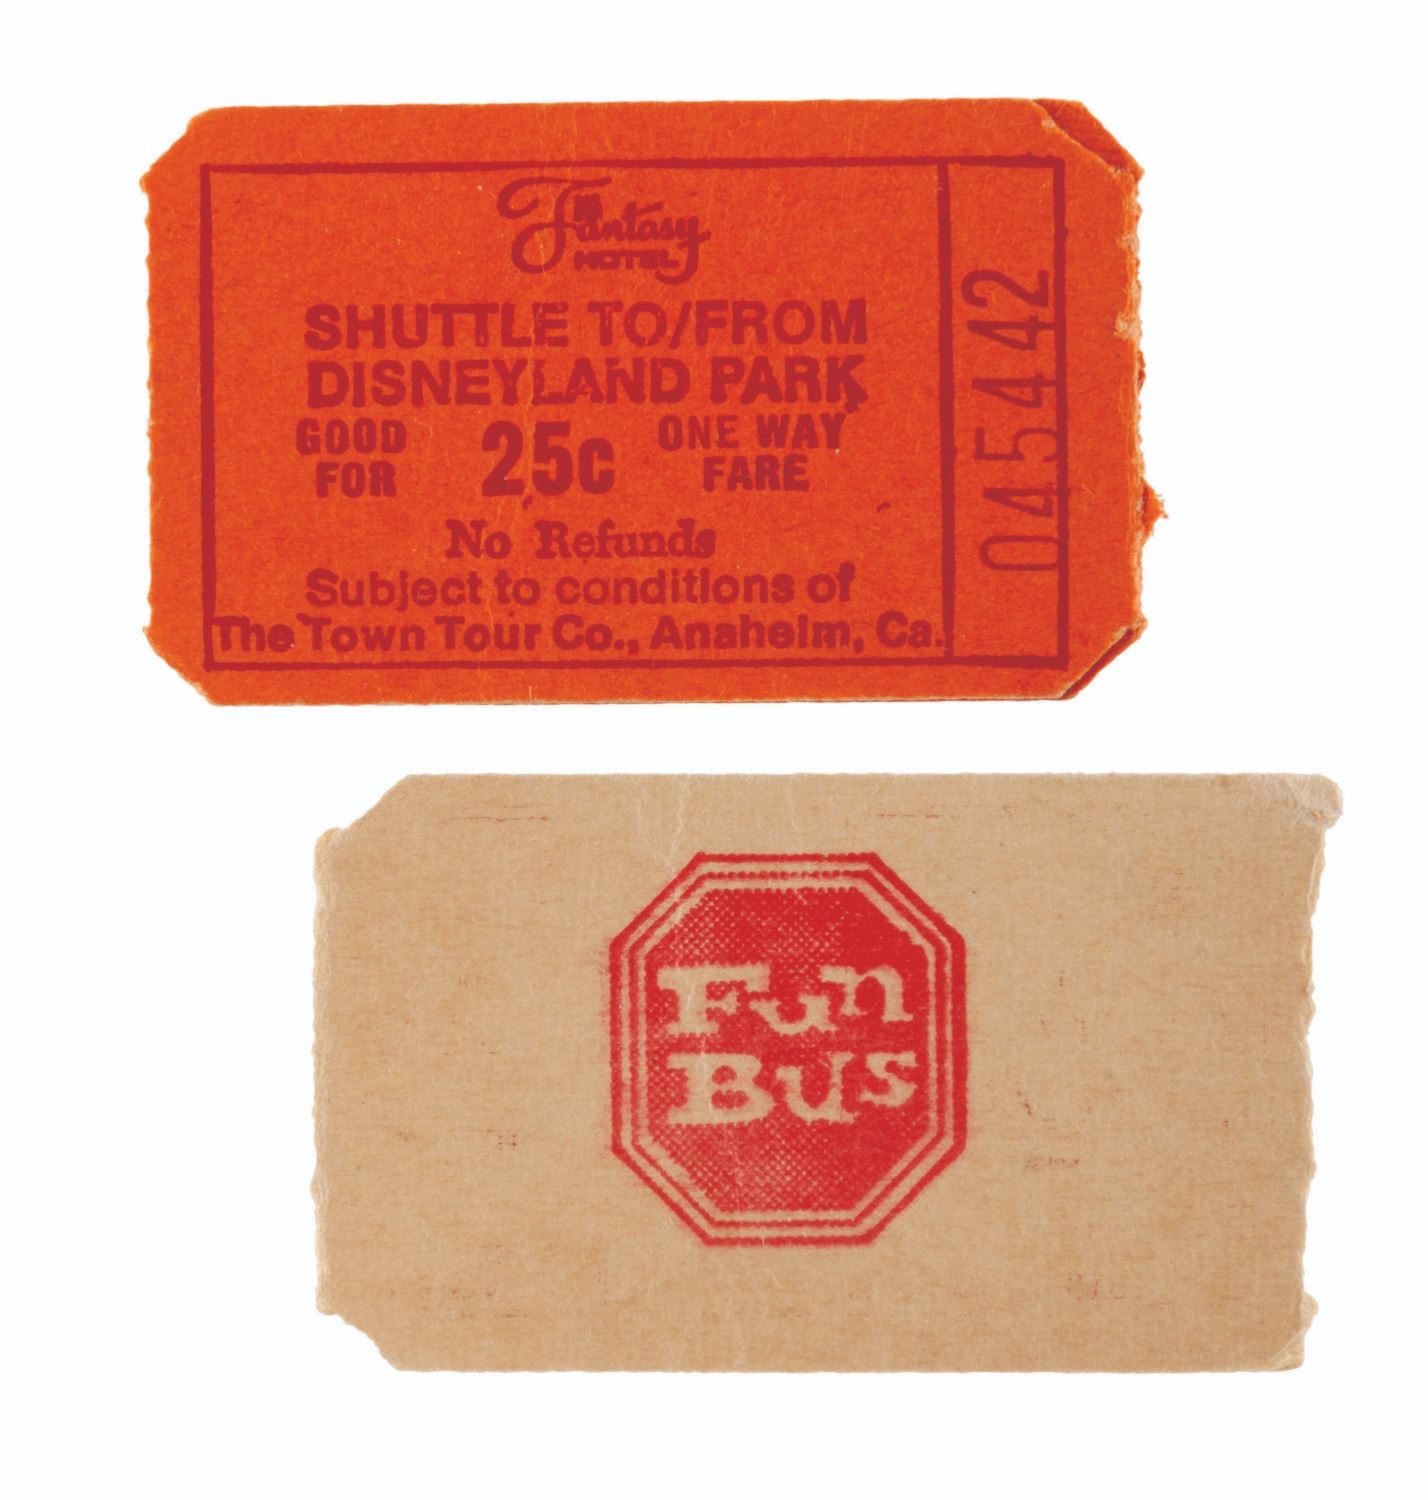 Fantasy
MOTEL
SHUTTLE TO/FROM
DISNEYLAND PARK
GOOD FOR 25c ONE WAY FARE
No Refunds
Subject to conditions of
The Town Tour Co., Anaheim, Ca.
045442
Fun
Bus